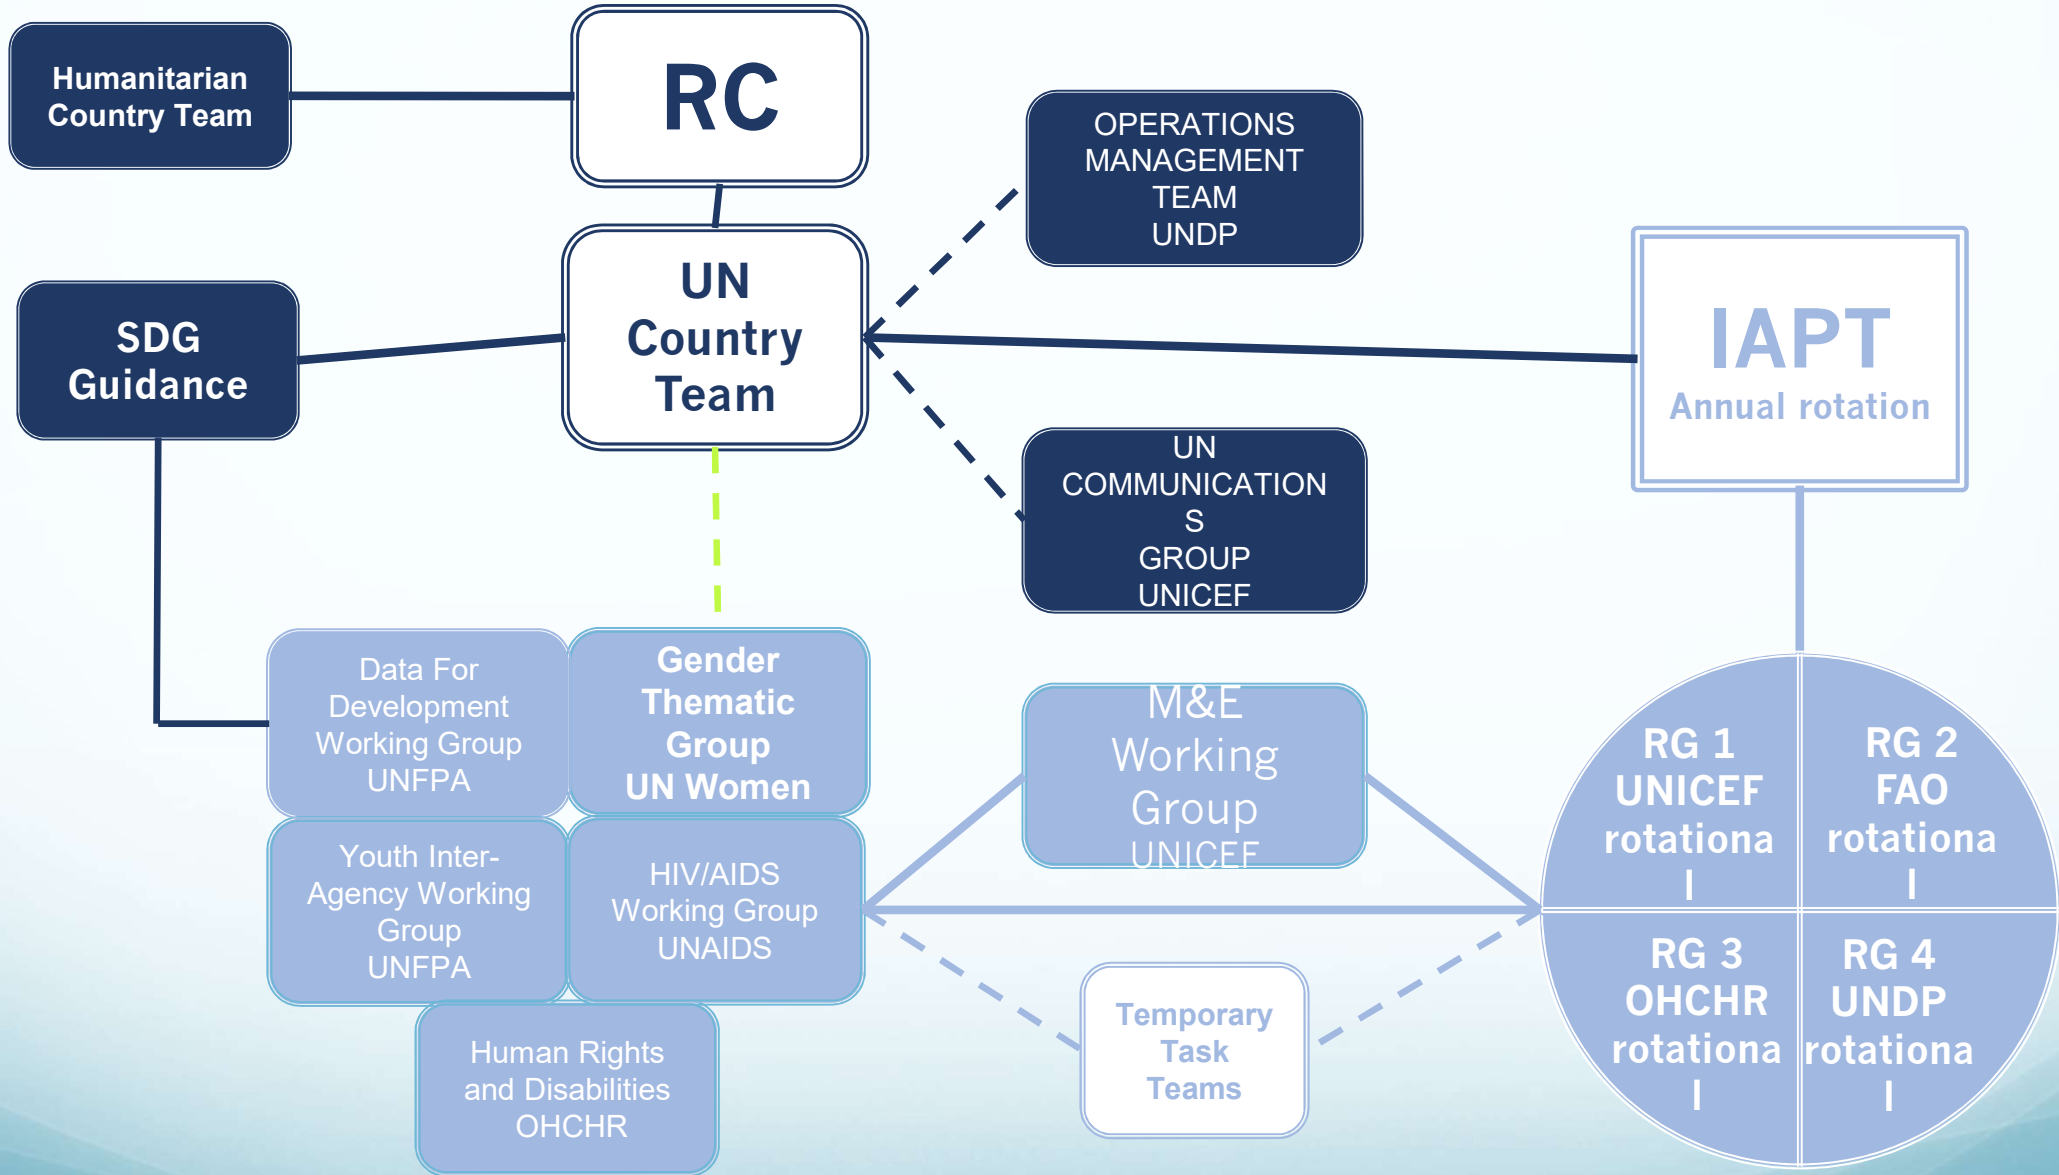 Humanitarian
Country Team
RC
OPERATIONS
MANAGEMENT
TEAM
UNDP
SDG
Guidance
UN
Country
Team
IAPT
Annual rotation
UN
COMMUNICATION
S
GROUP
UNICEF
Data For
Development
Working Group
UNFPA
Gender
Thematic
Group
UN Women
Youth Inter-
Agency Working
Group
UNFPA
HIV/AIDS
Working Group
UNAIDS
Human Rights
and Disabilities
OHCHR
M&E
Working
Group
UNICEF
Temporary
Task
Teams
RG 1
UNICEF
rotationa
l
RG 2
FAO
rotationa
l
RG 3
OHCHR
rotationa
l
RG 4
UNDP
rotationa
l